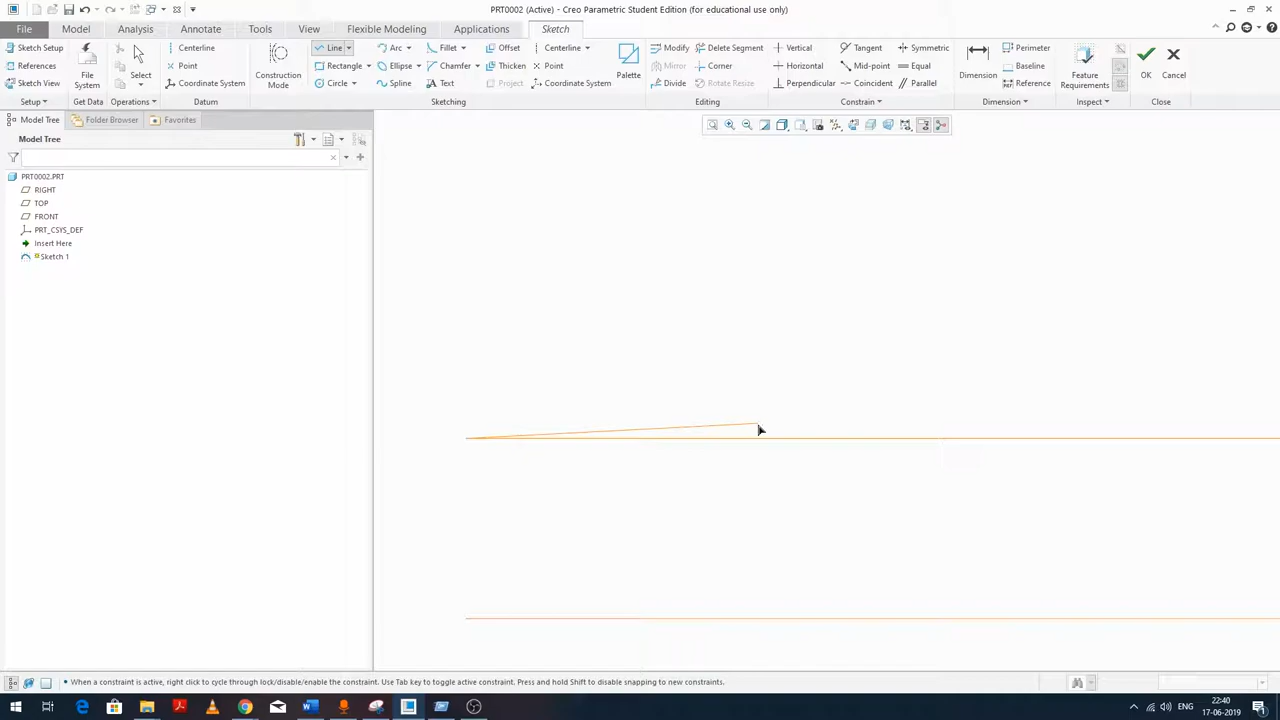 PRT0002 (Active) - Creo Parametric Student Edition (for educational use only)
File Model Analysis Annotate Tools View Flexible Modeling Applications Sketch
Sketch Setup
References
Sketch View
Setup
File System
Get Data
Select
Operations
Centerline
Point
Coordinate System
Datum
Construction Mode
Line Arc Fillet Offset Centerline
Rectangle Ellipse Chamfer Thicken Point
Circle Spline Text Project Coordinate System
Palette
Sketching
Modify Delete Segment
Mirror Corner
Divide Rotate Resize
Editing
Vertical Tangent Symmetric
Horizontal Mid-point Equal
Perpendicular Coincident Parallel
Constrain
Dimension
Perimeter
Baseline
Reference
Dimension
Feature Requirements
Inspect
OK Cancel
Close
Model Tree Folder Browser Favorites
Model Tree
PRT0002.PRT
RIGHT
TOP
FRONT
PRT_CSYS_DEF
Insert Here
Sketch 1
When a constraint is active, right click to cycle through lock/disable/enable the constraint. Use Tab key to toggle active constraint. Press and hold Shift to disable snapping to new constraints.
ENG
22:40
17-06-2019